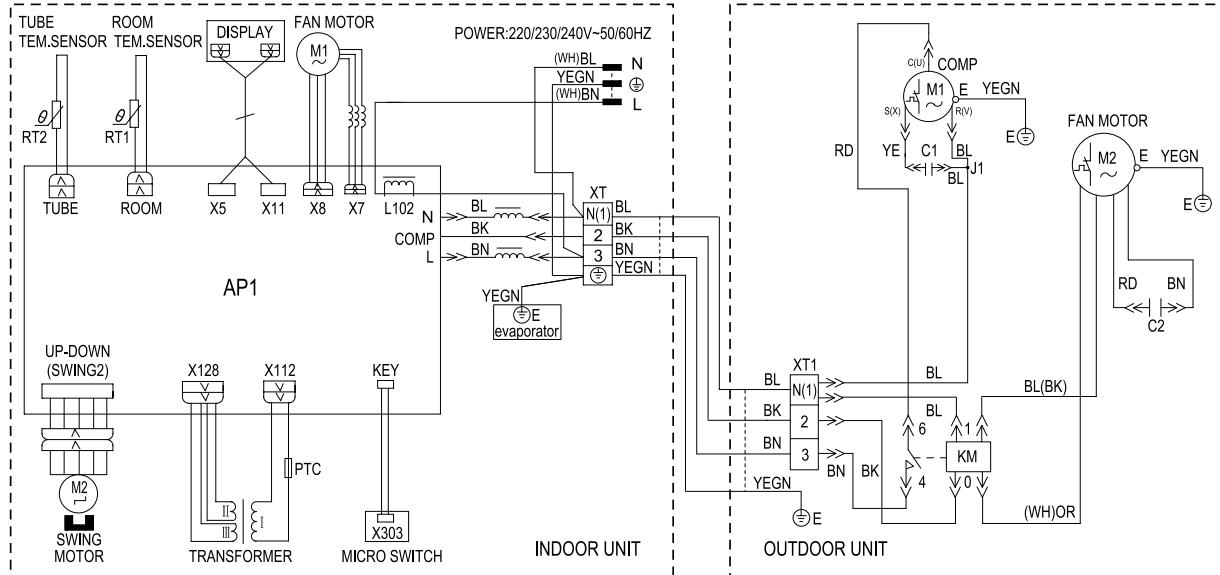 TUBE
TEM.SENSOR
ROOM
TEM.SENSOR
DISPLAY
FAN MOTOR
M1
θ
RT2
θ
RT1
TUBE
ROOM
X5
X11
X8
X7
L102
POWER:220/230/240V~50/60HZ
(WH)BL
N
YEGN
(WH)BN
L
N
BL
COMP
BK
L
BN
XT
N(1)
BL
2
BK
3
BN
YEGN
YEGN
E
evaporator
AP1
UP-DOWN
(SWING2)
X128
X112
KEY
PTC
M2
II
III
I
X303
SWING
MOTOR
TRANSFORMER
MICRO SWITCH
INDOOR UNIT
C(U)
COMP
M1
E
YEGN
S(X)
R(V)
E
RD
YE
C1
BL
J1
BL
FAN MOTOR
M2
E
YEGN
E
RD
BN
C2
XT1
BL
N(1)
BL
BL(BK)
BL
BK
2
6
1
BN
3
KM
BN
BK
4
0
YEGN
E
(WH)OR
OUTDOOR UNIT